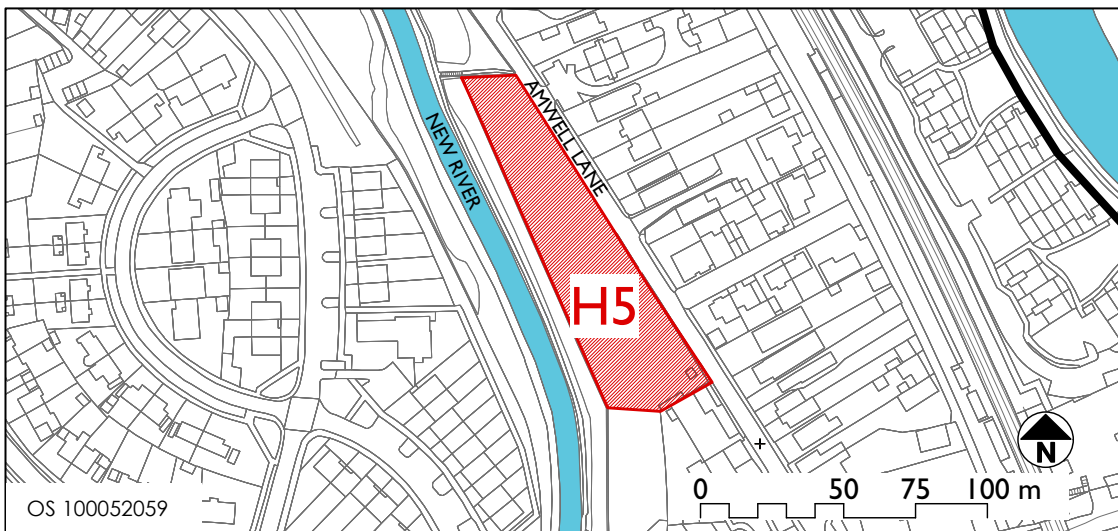 AMWELL LANE
NEW RIVER
H5
N
0 50 75 100 m
OS 100052059